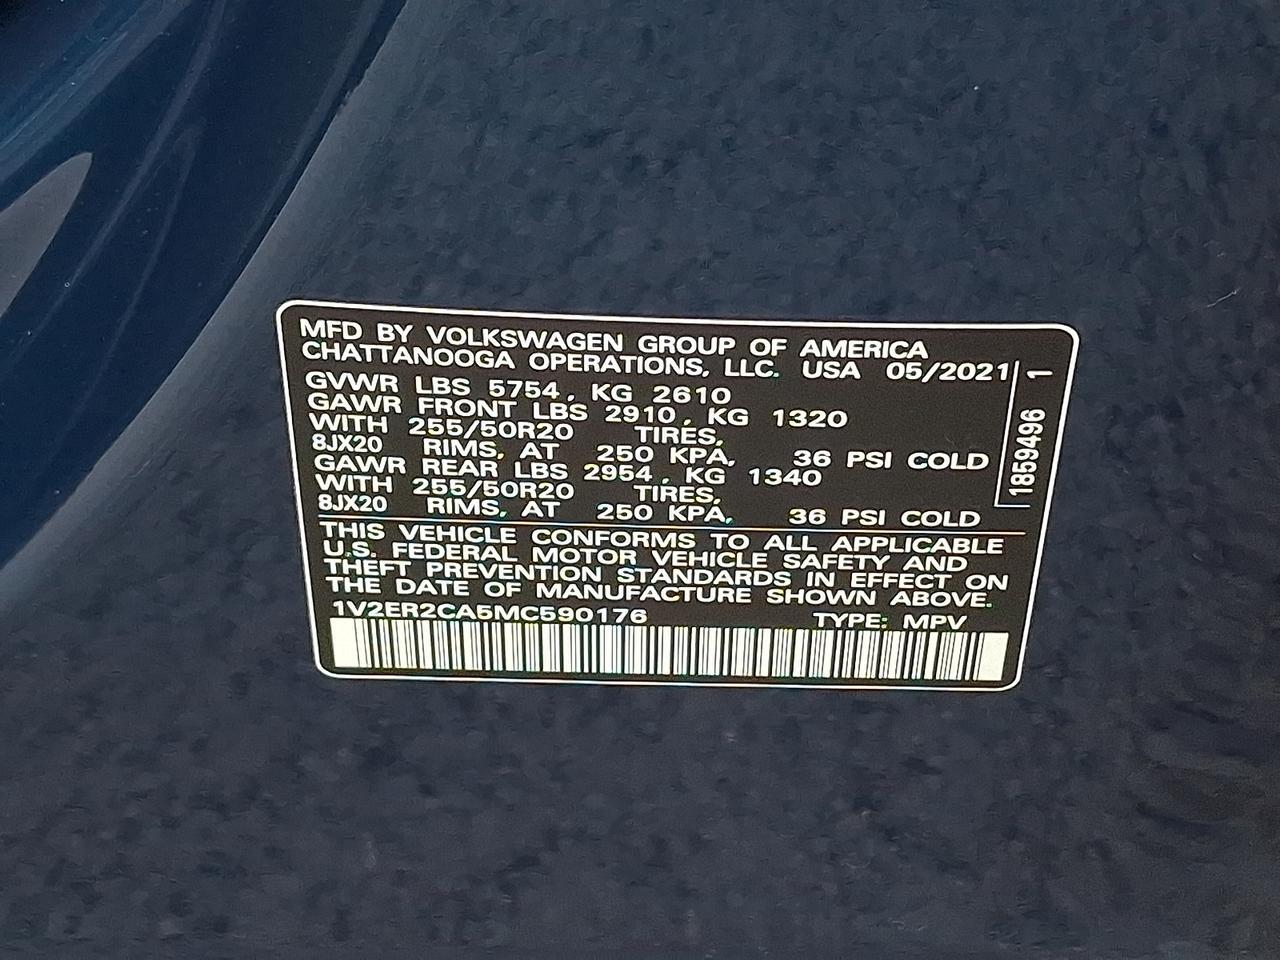 MFD BY VOLKSWAGEN GROUP OF AMERICA
CHATTANOOGA OPERATIONS, LLC. USA 05/2021
GVWR LBS 5754, KG 2610
GAWR FRONT LBS 2910, KG 1320
WITH 255/50R20 TIRES,
8JX20 RIMS, AT 250 KPA, 36 PSI COLD
GAWR REAR LBS 2954, KG 1340
WITH 255/50R20 TIRES,
8JX20 RIMS, AT 250 KPA, 36 PSI COLD
THIS VEHICLE CONFORMS TO ALL APPLICABLE
U.S. FEDERAL MOTOR VEHICLE SAFETY AND
THEFT PREVENTION STANDARDS IN EFFECT ON
THE DATE OF MANUFACTURE SHOWN ABOVE.
1V2ER2CA5MC590176 TYPE: MPV
1859496 1